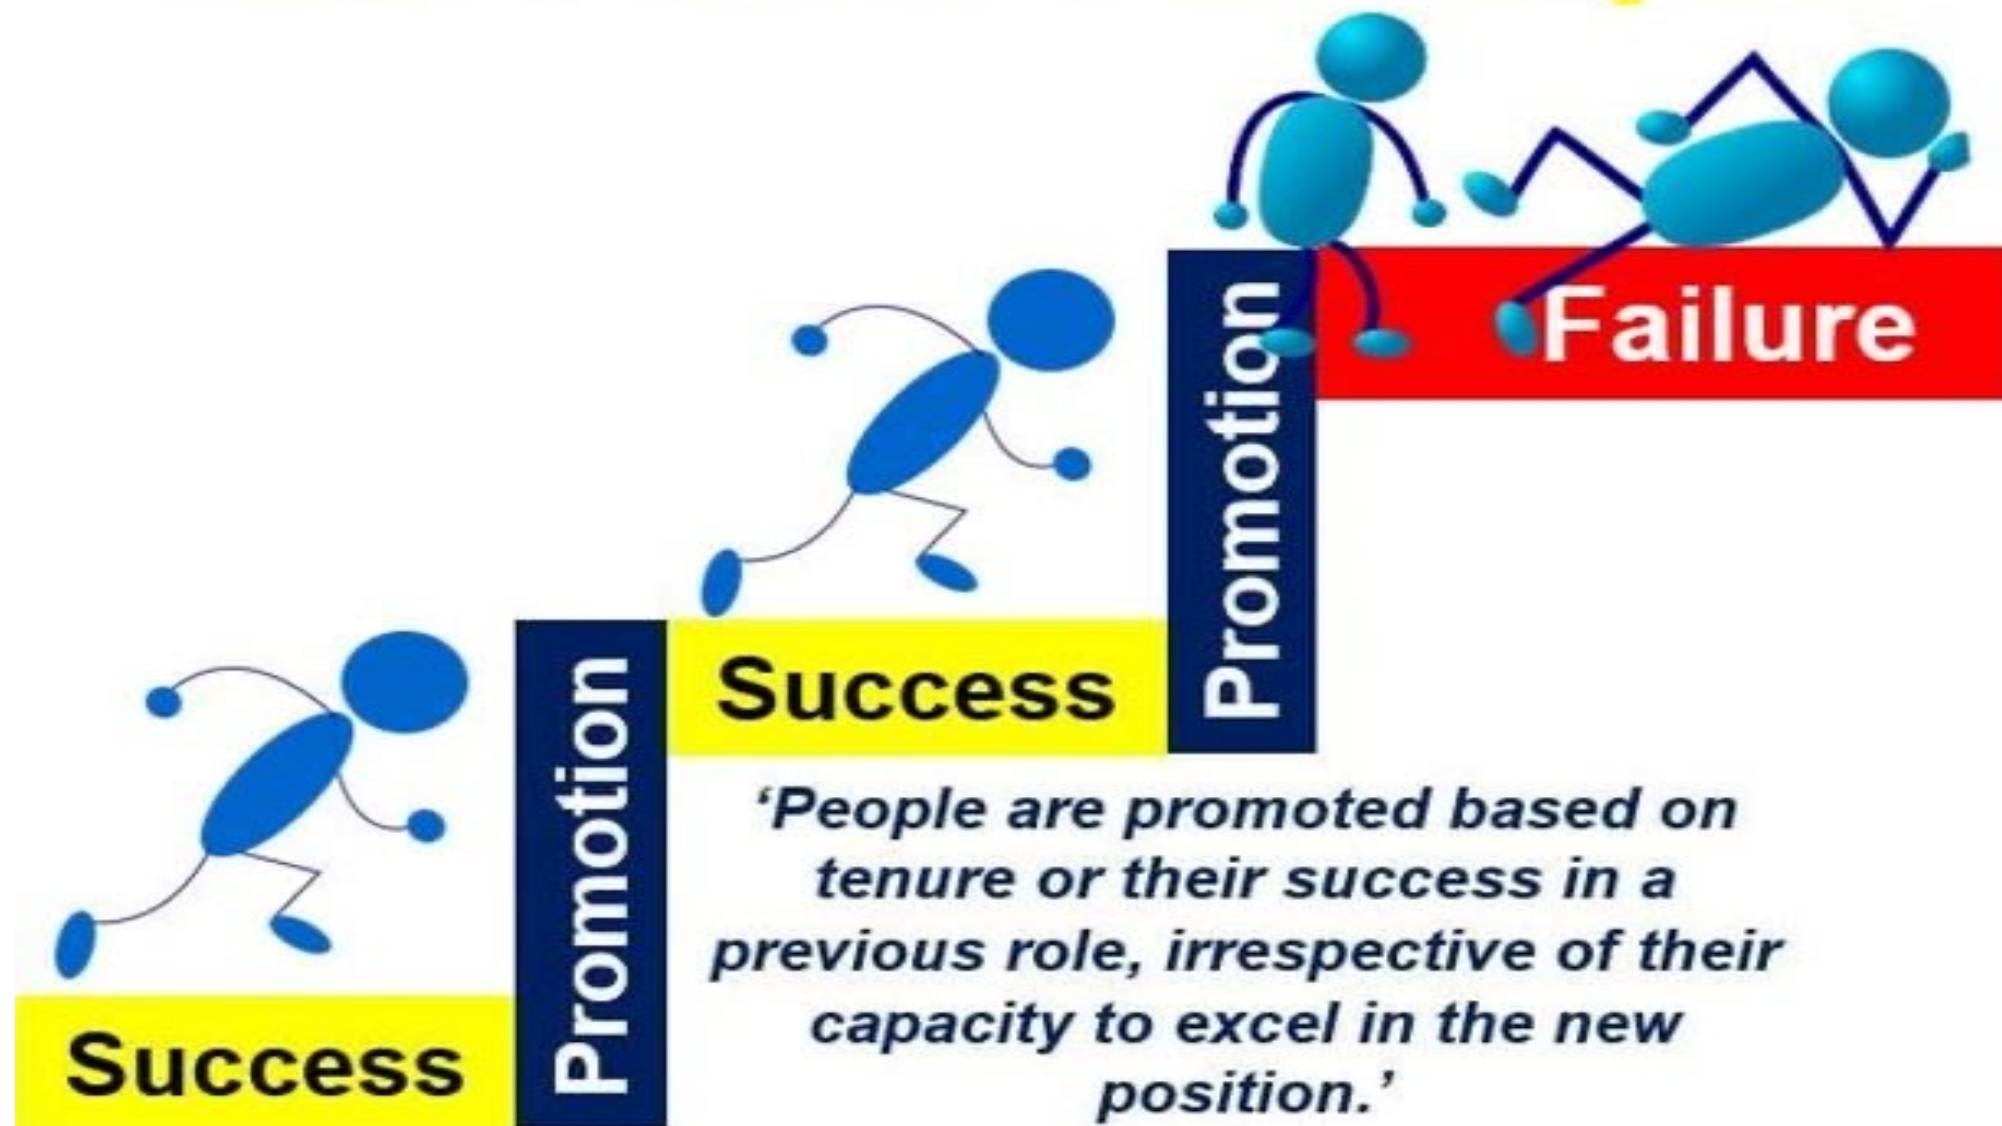 Failure
Promotion
Success
Promotion
Success
‘People are promoted based on
tenure or their success in a
previous role, irrespective of their
capacity to excel in the new
position.’